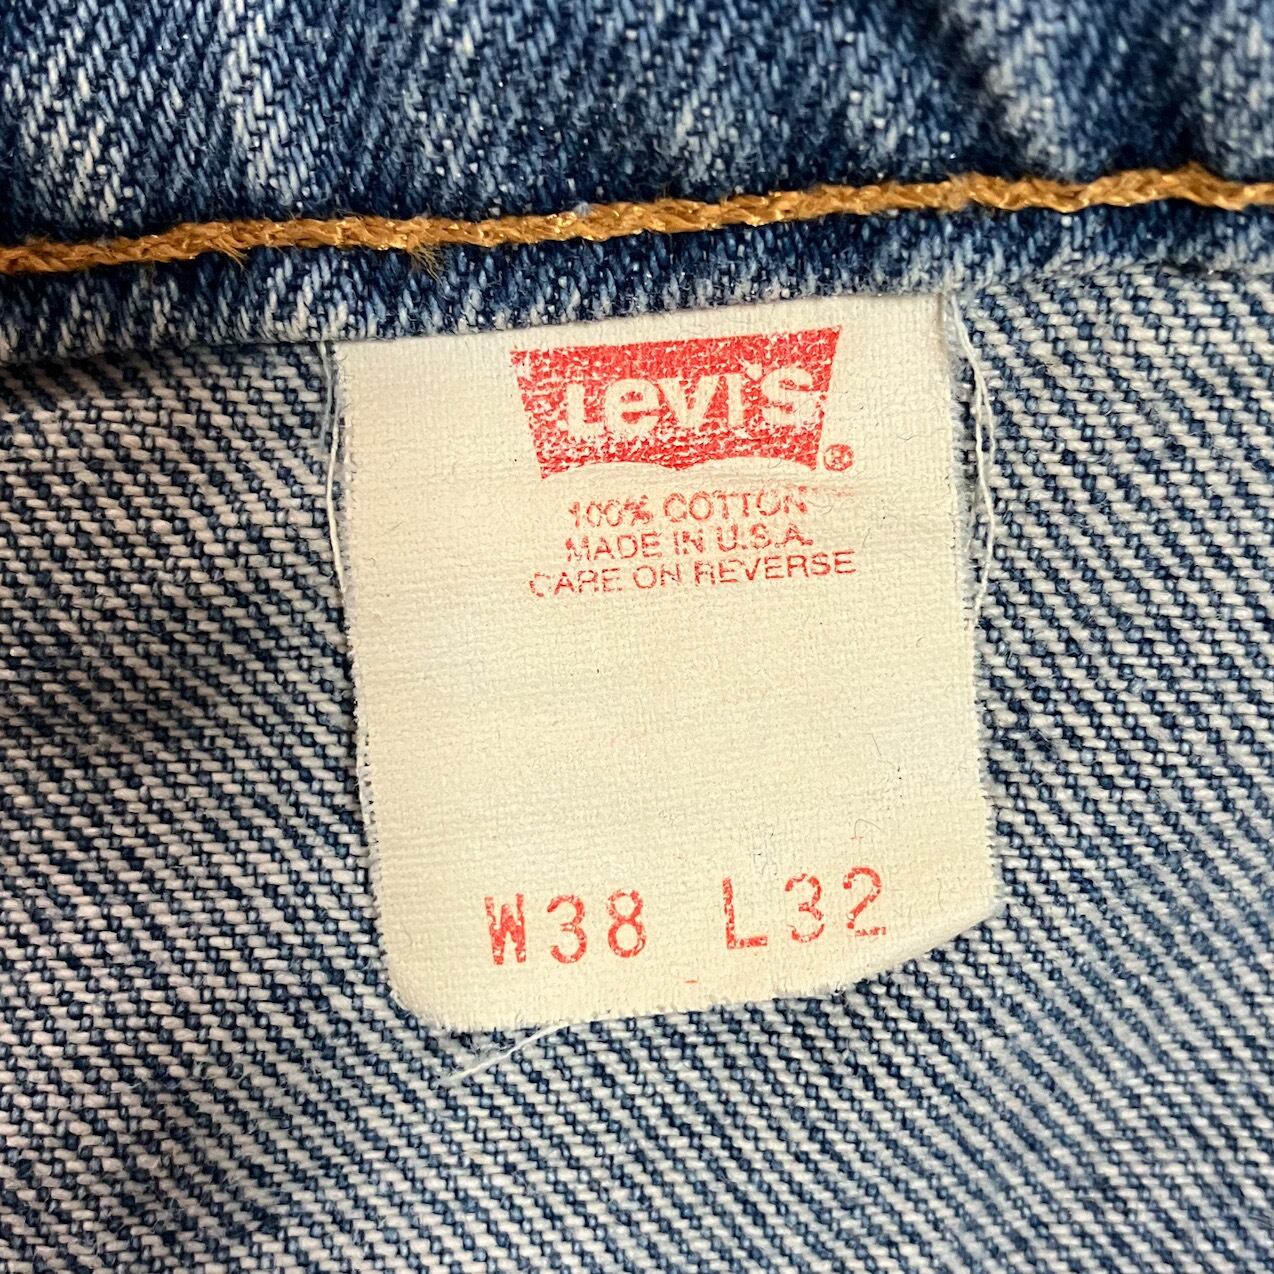 Levi's ®
100% COTTON
MADE IN U.S.A.
CARE ON REVERSE
W38 L32